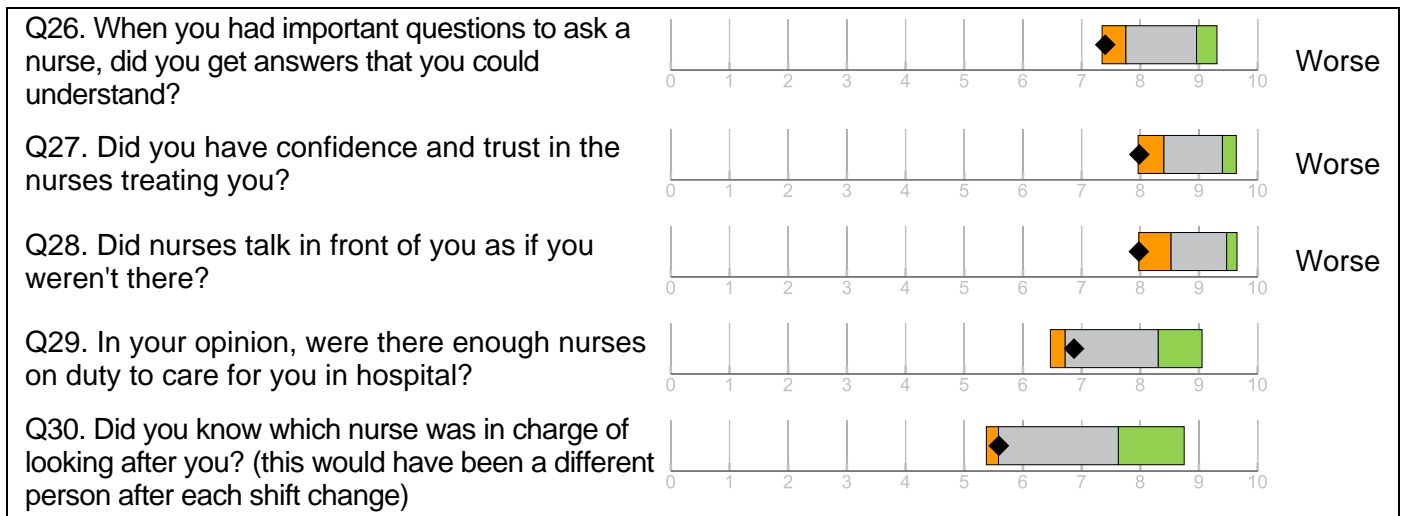 Q26. When you had important questions to ask a
nurse, did you get answers that you could
understand?
0 1 2 3 4 5 6 7 8 9 10
Worse
Q27. Did you have confidence and trust in the
nurses treating you?
0 1 2 3 4 5 6 7 8 9 10
Worse
Q28. Did nurses talk in front of you as if you
weren't there?
0 1 2 3 4 5 6 7 8 9 10
Worse
Q29. In your opinion, were there enough nurses
on duty to care for you in hospital?
0 1 2 3 4 5 6 7 8 9 10
Q30. Did you know which nurse was in charge of
looking after you? (this would have been a different
person after each shift change)
0 1 2 3 4 5 6 7 8 9 10